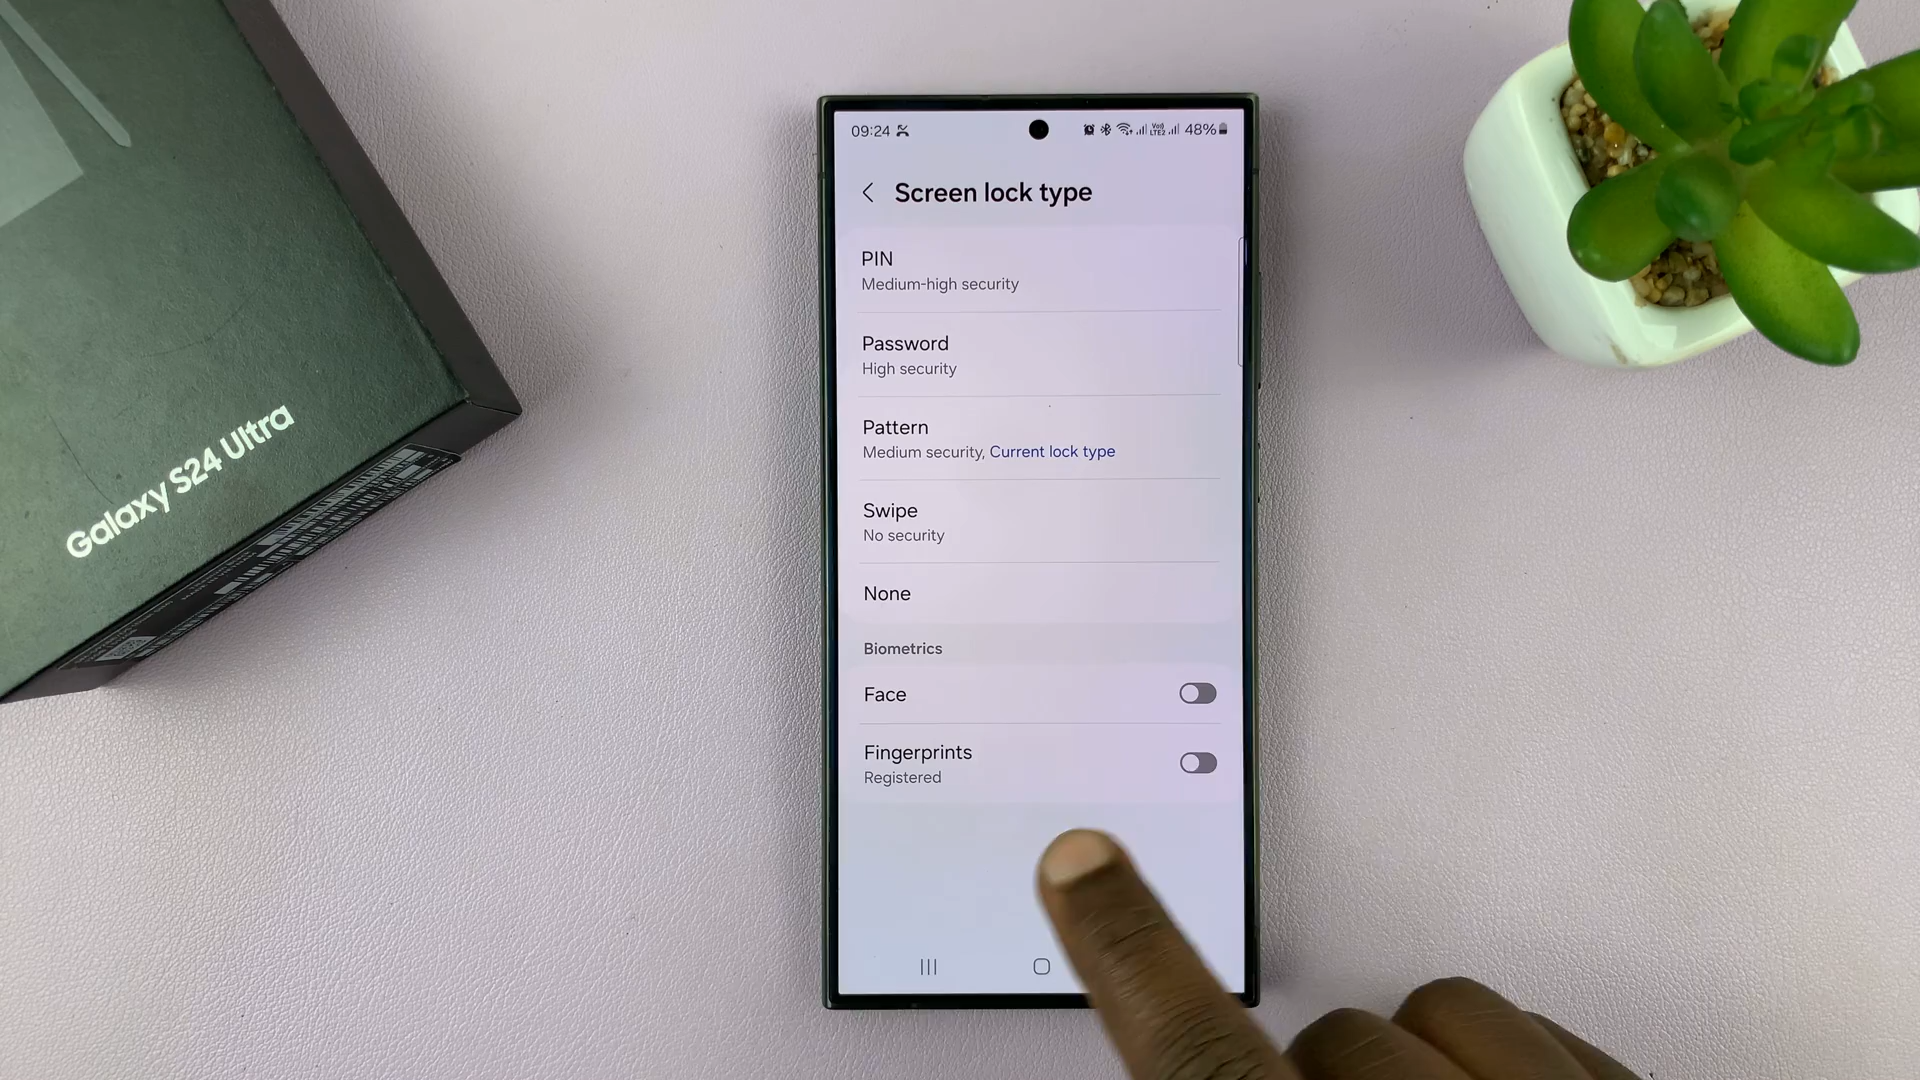 Galaxy S24 Ultra
09:24
48%
Screen lock type
PIN
Medium-high security
Password
High security
Pattern
Medium security, Current lock type
Swipe
No security
None
Biometrics
Face
Fingerprints
Registered